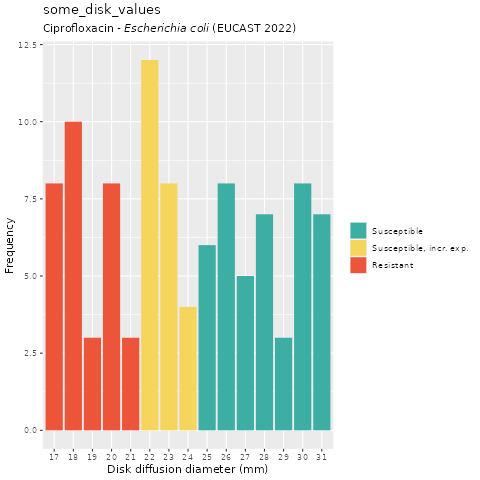 some_disk_values
Ciprofloxacin - Escherichia coli (EUCAST 2022)
12.5
10.0
7.5
5.0
2.5
0.0
Frequency
17 18 19 20 21 22 23 24 25 26 27 28 29 30 31
Disk diffusion diameter (mm)
Susceptible
Susceptible, incr. exp.
Resistant